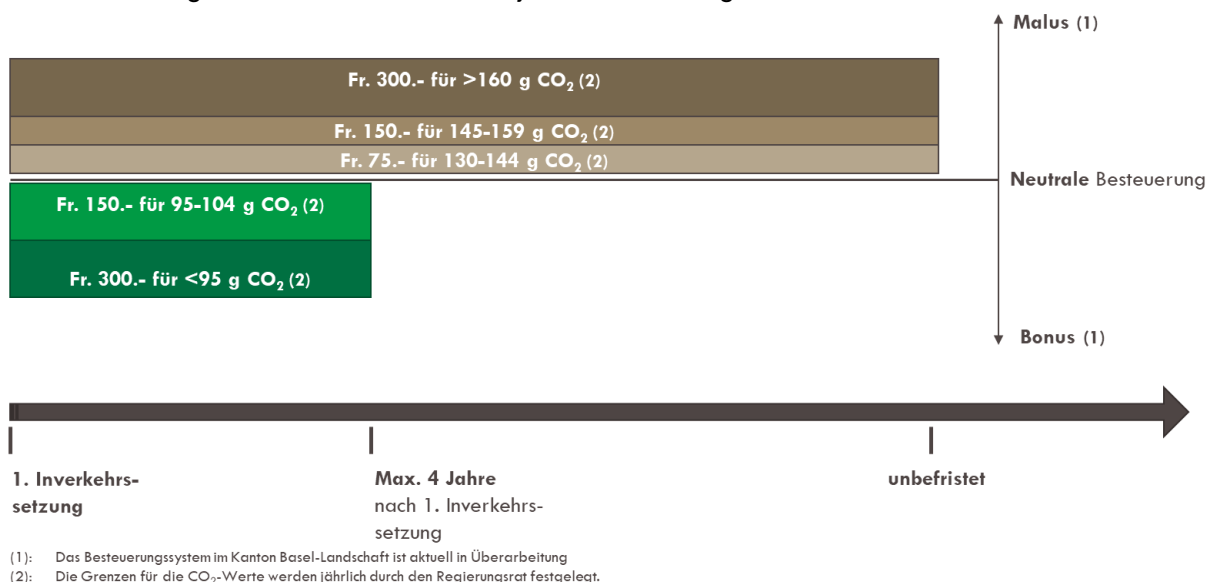 Malus (1)
Fr. 300.- für >160 g CO₂ (2)
Fr. 150.- für 145-159 g CO₂ (2)
Fr. 75.- für 130-144 g CO₂ (2)
Neutrale Besteuerung
Fr. 150.- für 95-104 g CO₂ (2)
Fr. 300.- für <95 g CO₂ (2)
Bonus (1)
1. Inverkehrs-
setzung
Max. 4 Jahre
nach 1. Inverkehrs-
setzung
unbefristet
(1): Das Besteuerungssystem im Kanton Basel-Landschaft ist aktuell in Überarbeitung
(2): Die Grenzen für die CO₂-Werte werden jährlich durch den Regierungsrat festgelegt.